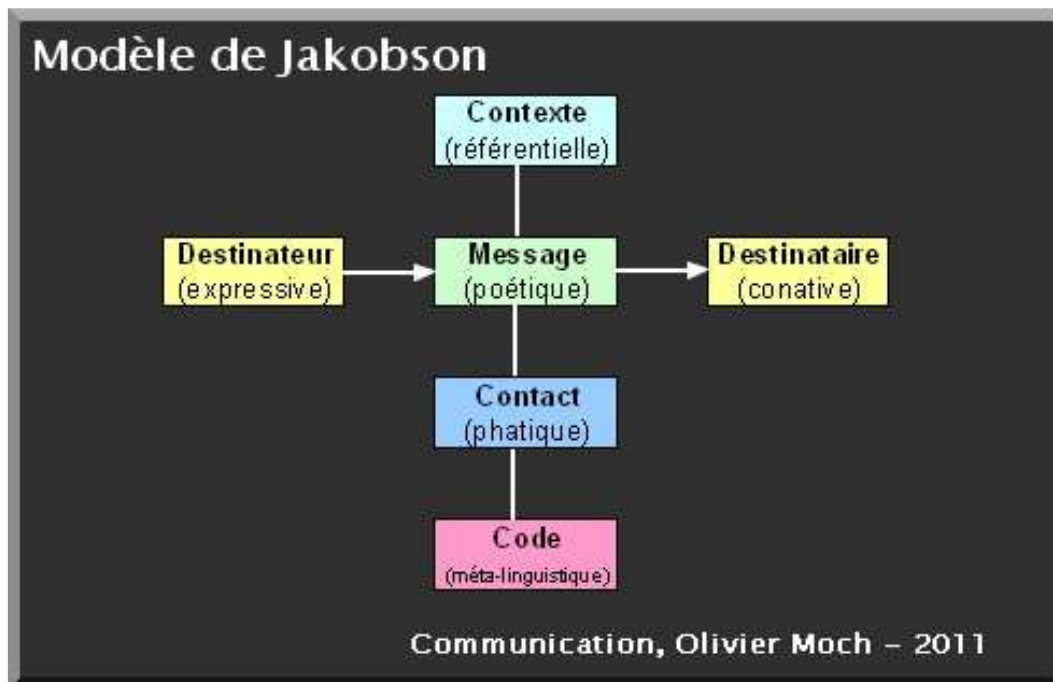 Modèle de Jakobson
Contexte
(référentielle)
Destinateur
(expressive)
Message
(poétique)
Destinataire
(conative)
Contact
(phatique)
Code
(méta-linguistique)
Communication, Olivier Moch – 2011